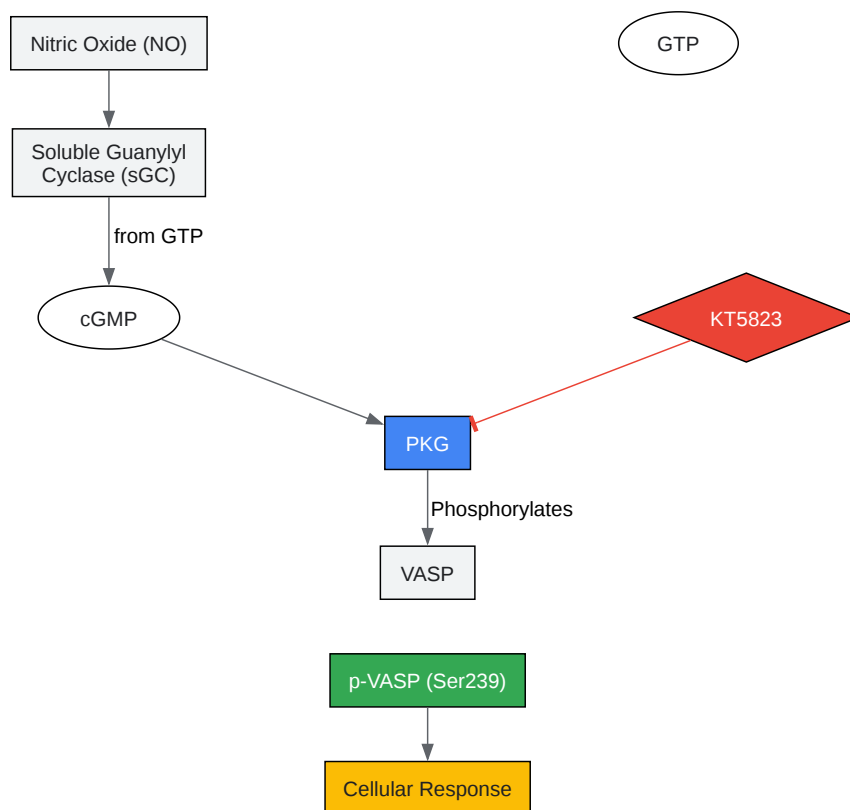 Nitric Oxide (NO)
GTP
Soluble Guanylyl
Cyclase (sGC)
from GTP
cGMP
KT5823
PKG
Phosphorylates
VASP
p-VASP (Ser239)
Cellular Response